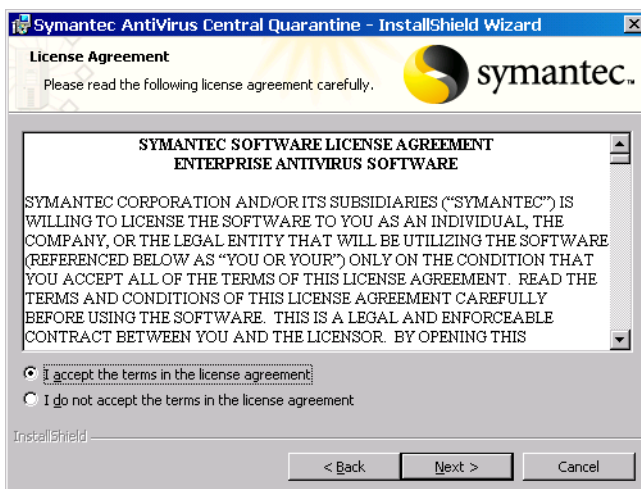 Symantec AntiVirus Central Quarantine - InstallShield Wizard
License Agreement
Please read the following license agreement carefully.
symantec™
SYMANTEC SOFTWARE LICENSE AGREEMENT
ENTERPRISE ANTIVIRUS SOFTWARE
SYMANTEC CORPORATION AND/OR ITS SUBSIDIARIES (“SYMANTEC”) IS
WILLING TO LICENSE THE SOFTWARE TO YOU AS AN INDIVIDUAL, THE
COMPANY, OR THE LEGAL ENTITY THAT WILL BE UTILIZING THE SOFTWARE
(REFERENCED BELOW AS “YOU OR YOUR”) ONLY ON THE CONDITION THAT
YOU ACCEPT ALL OF THE TERMS OF THIS LICENSE AGREEMENT.  READ THE
TERMS AND CONDITIONS OF THIS LICENSE AGREEMENT CAREFULLY
BEFORE USING THE SOFTWARE.  THIS IS A LEGAL AND ENFORCEABLE
CONTRACT BETWEEN YOU AND THE LICENSOR.  BY OPENING THIS
I accept the terms in the license agreement
I do not accept the terms in the license agreement
InstallShield
< Back
Next >
Cancel